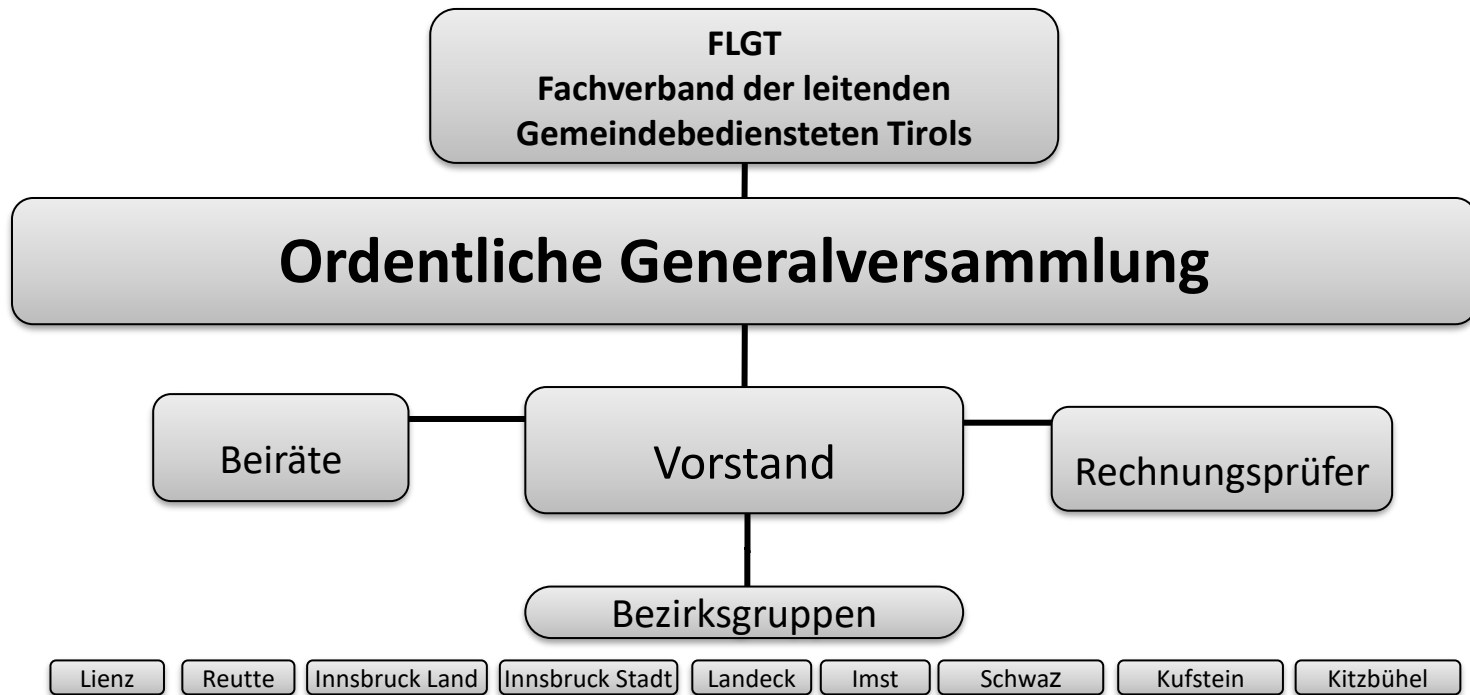 FLGT
Fachverband der leitenden
Gemeindebediensteten Tirols
Ordentliche Generalversammlung
Beiräte
Vorstand
Rechnungsprüfer
Bezirksgruppen
Lienz
Reutte
Innsbruck Land
Innsbruck Stadt
Landeck
Imst
Schwaz
Kufstein
Kitzbühel